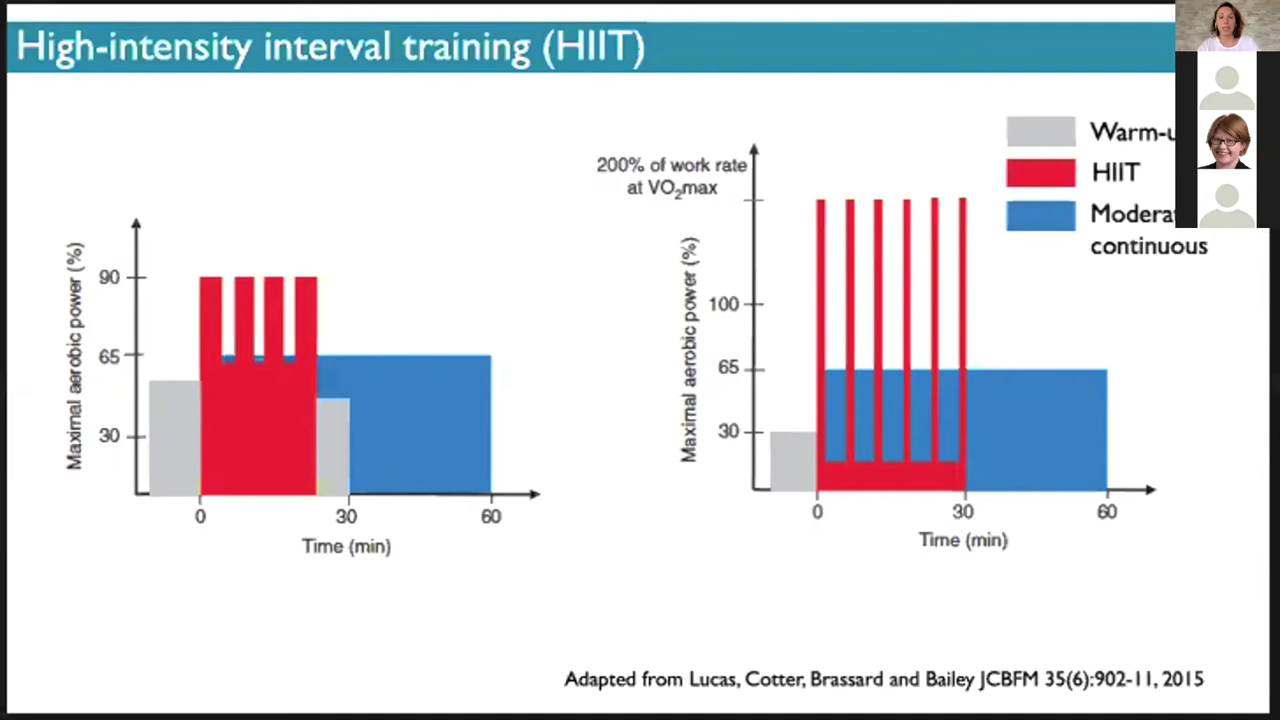 High-intensity interval training (HIIT)
Maximal aerobic power (%)
90
65
30
0
30
60
Time (min)
200% of work rate
at VO₂max
Maximal aerobic power (%)
100
65
30
0
30
60
Time (min)
HIIT
continuous
Adapted from Lucas, Cotter, Brassard and Bailey JCBFM 35(6):902-11, 2015